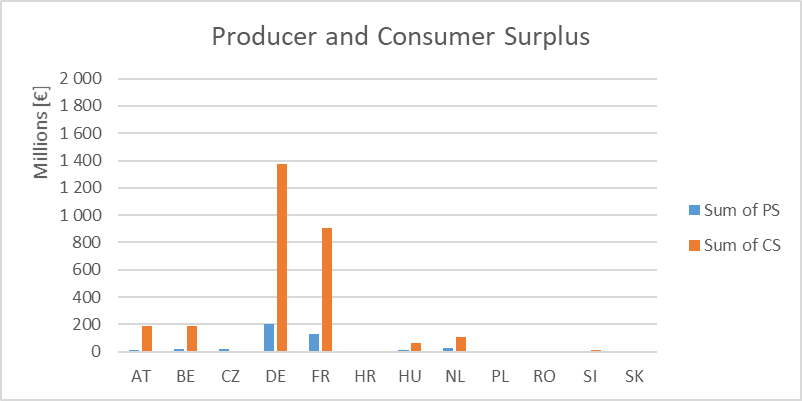 Producer and Consumer Surplus
Millions [€]
2 000
1 800
1 600
1 400
1 200
1 000
800
600
400
200
0
AT BE CZ DE FR HR HU NL PL RO SI SK
Sum of PS
Sum of CS